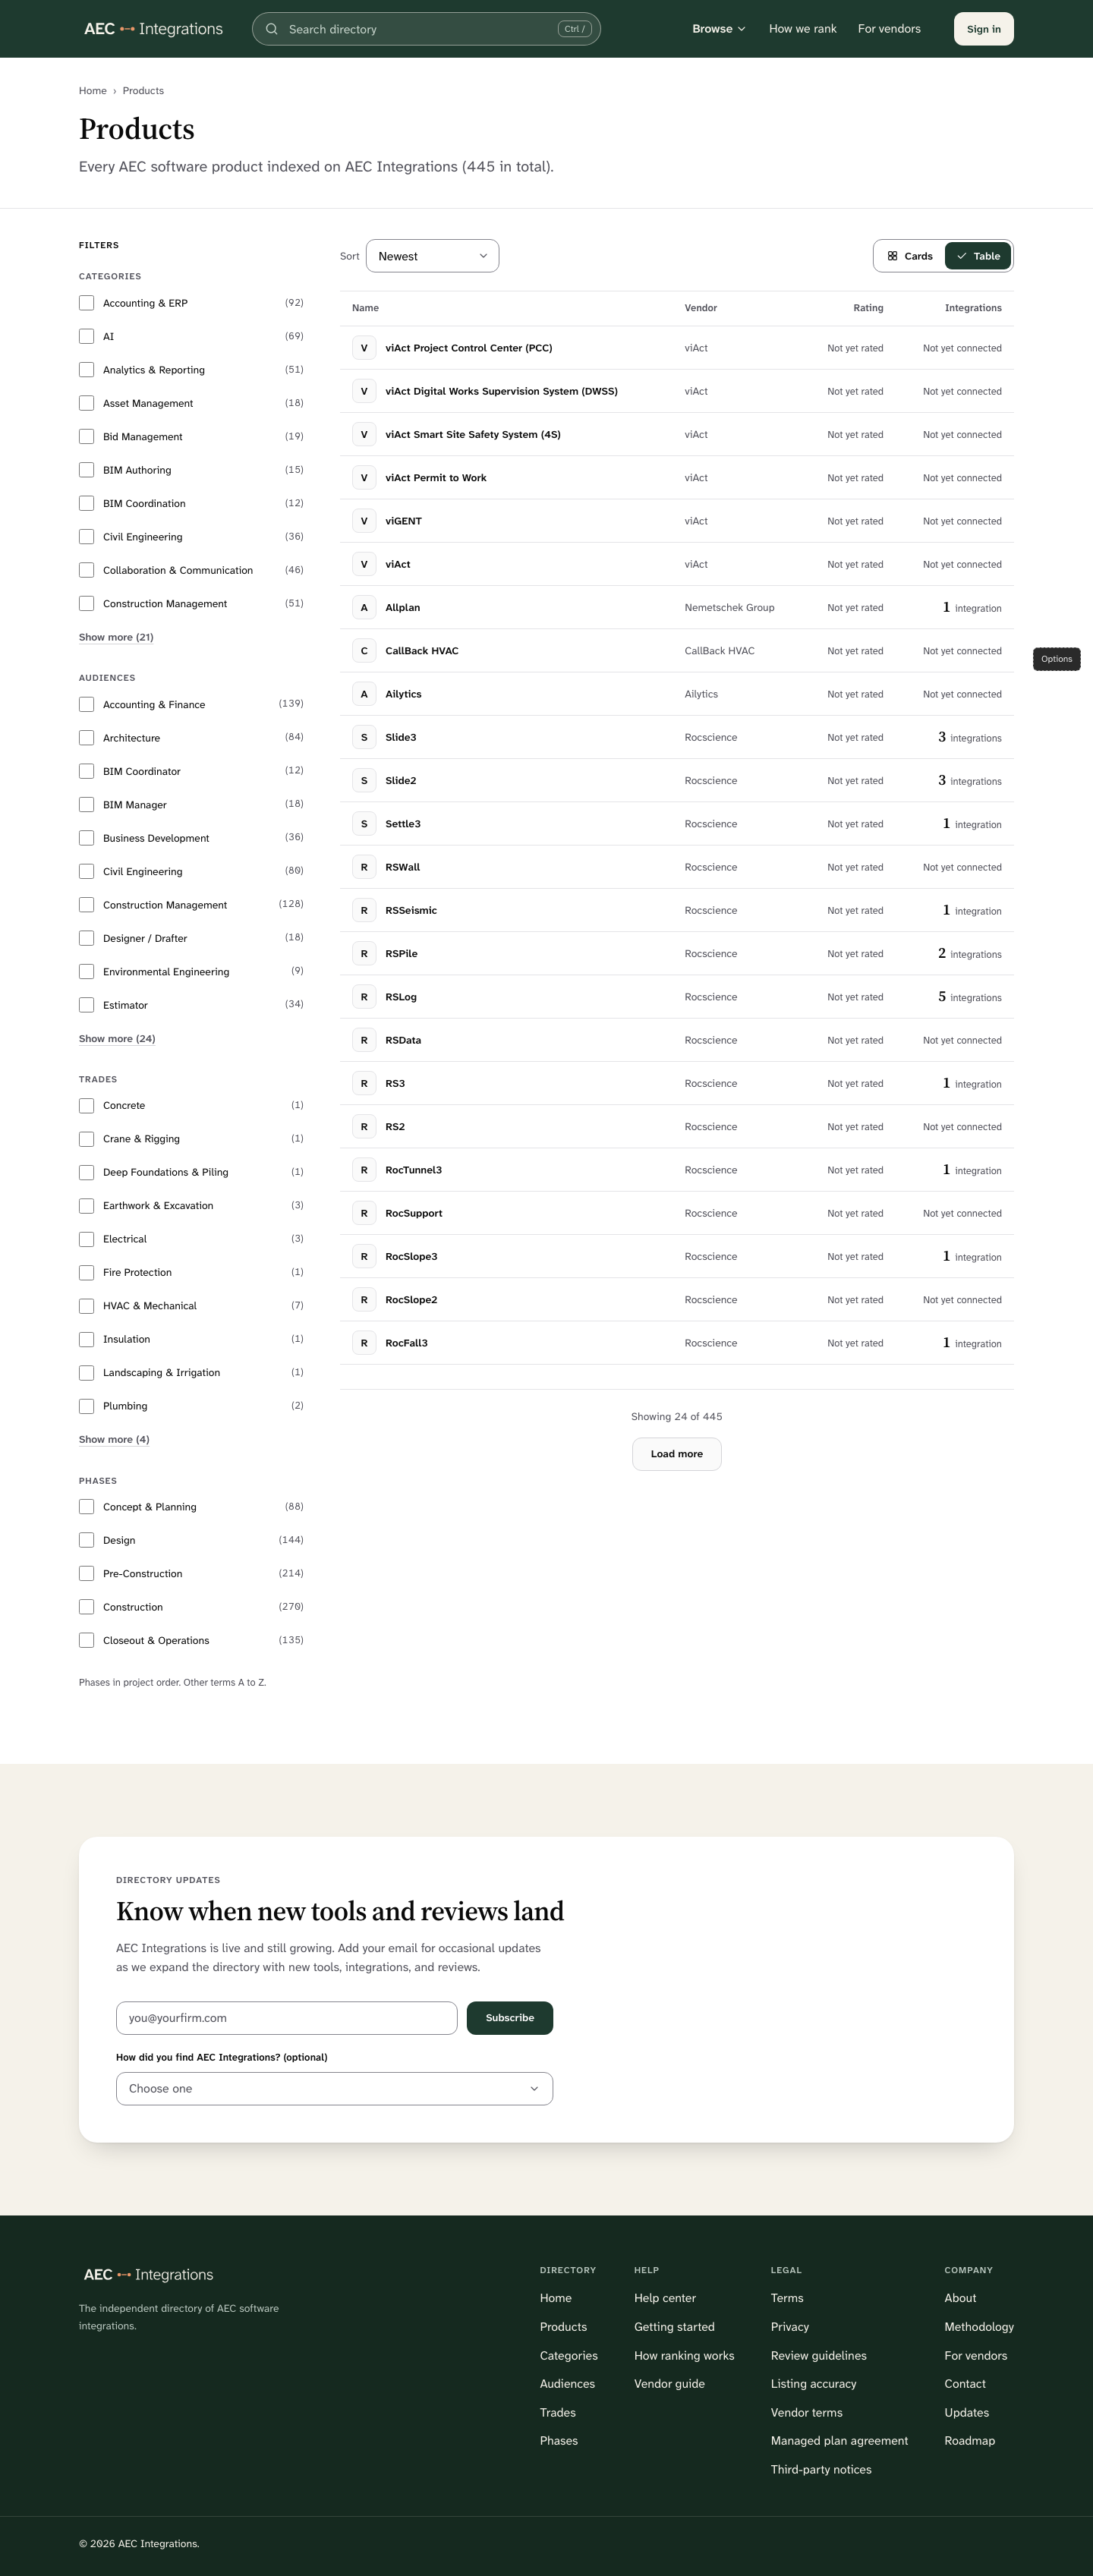 AEC Integrations
Search directory
Ctrl /
Browse
How we rank
For vendors
Sign in
Home › Products
Products
Every AEC software product indexed on AEC Integrations (445 in total).
FILTERS
CATEGORIES
Accounting & ERP (92)
AI (69)
Analytics & Reporting (51)
Asset Management (18)
Bid Management (19)
BIM Authoring (15)
BIM Coordination (12)
Civil Engineering (36)
Collaboration & Communication (46)
Construction Management (51)
Show more (21)
AUDIENCES
Accounting & Finance (139)
Architecture (84)
BIM Coordinator (12)
BIM Manager (18)
Business Development (36)
Civil Engineering (80)
Construction Management (128)
Designer / Drafter (18)
Environmental Engineering (9)
Estimator (34)
Show more (24)
TRADES
Concrete (1)
Crane & Rigging (1)
Deep Foundations & Piling (1)
Earthwork & Excavation (3)
Electrical (3)
Fire Protection (1)
HVAC & Mechanical (7)
Insulation (1)
Landscaping & Irrigation (1)
Plumbing (2)
Show more (4)
PHASES
Concept & Planning (88)
Design (144)
Pre-Construction (214)
Construction (270)
Closeout & Operations (135)
Phases in project order. Other terms A to Z.
Sort Newest
Cards
Table
Name Vendor Rating Integrations
V viAct Project Control Center (PCC) viAct Not yet rated Not yet connected
V viAct Digital Works Supervision System (DWSS) viAct Not yet rated Not yet connected
V viAct Smart Site Safety System (4S) viAct Not yet rated Not yet connected
V viAct Permit to Work viAct Not yet rated Not yet connected
V viGENT viAct Not yet rated Not yet connected
V viAct viAct Not yet rated Not yet connected
A Allplan Nemetschek Group Not yet rated 1 integration
C CallBack HVAC CallBack HVAC Not yet rated Not yet connected
A Ailytics Ailytics Not yet rated Not yet connected
S Slide3 Rocscience Not yet rated 3 integrations
S Slide2 Rocscience Not yet rated 3 integrations
S Settle3 Rocscience Not yet rated 1 integration
R RSWall Rocscience Not yet rated Not yet connected
R RSSeismic Rocscience Not yet rated 1 integration
R RSPile Rocscience Not yet rated 2 integrations
R RSLog Rocscience Not yet rated 5 integrations
R RSData Rocscience Not yet rated Not yet connected
R RS3 Rocscience Not yet rated 1 integration
R RS2 Rocscience Not yet rated Not yet connected
R RocTunnel3 Rocscience Not yet rated 1 integration
R RocSupport Rocscience Not yet rated Not yet connected
R RocSlope3 Rocscience Not yet rated 1 integration
R RocSlope2 Rocscience Not yet rated Not yet connected
R RocFall3 Rocscience Not yet rated 1 integration
Showing 24 of 445
Load more
Options
DIRECTORY UPDATES
Know when new tools and reviews land
AEC Integrations is live and still growing. Add your email for occasional updates
as we expand the directory with new tools, integrations, and reviews.
you@yourfirm.com
Subscribe
How did you find AEC Integrations? (optional)
Choose one
AEC Integrations
The independent directory of AEC software
integrations.
DIRECTORY
Home
Products
Categories
Audiences
Trades
Phases
HELP
Help center
Getting started
How ranking works
Vendor guide
LEGAL
Terms
Privacy
Review guidelines
Listing accuracy
Vendor terms
Managed plan agreement
Third-party notices
COMPANY
About
Methodology
For vendors
Contact
Updates
Roadmap
© 2026 AEC Integrations.